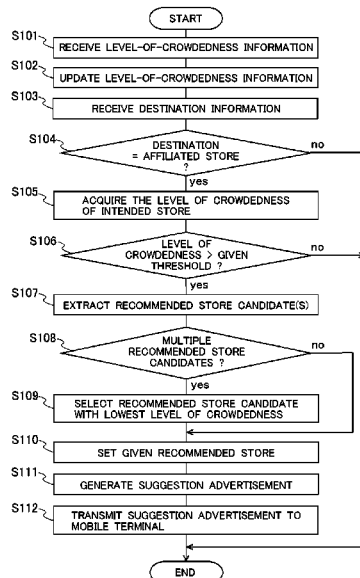 START
S101
RECEIVE LEVEL-OF-CROWDEDNESS INFORMATION
S102
UPDATE LEVEL-OF-CROWDEDNESS INFORMATION
S103
RECEIVE DESTINATION INFORMATION
S104
DESTINATION
= AFFILIATED STORE
?
no
yes
S105
ACQUIRE THE LEVEL OF CROWDEDNESS
OF INTENDED STORE
S106
LEVEL OF
CROWDEDNESS > GIVEN
THRESHOLD ?
no
yes
S107
EXTRACT RECOMMENDED STORE CANDIDATE(S)
S108
MULTIPLE
RECOMMENDED STORE
CANDIDATES ?
no
yes
S109
SELECT RECOMMENDED STORE CANDIDATE
WITH LOWEST LEVEL OF CROWDEDNESS
S110
SET GIVEN RECOMMENDED STORE
S111
GENERATE SUGGESTION ADVERTISEMENT
S112
TRANSMIT SUGGESTION ADVERTISEMENT TO
MOBILE TERMINAL
END